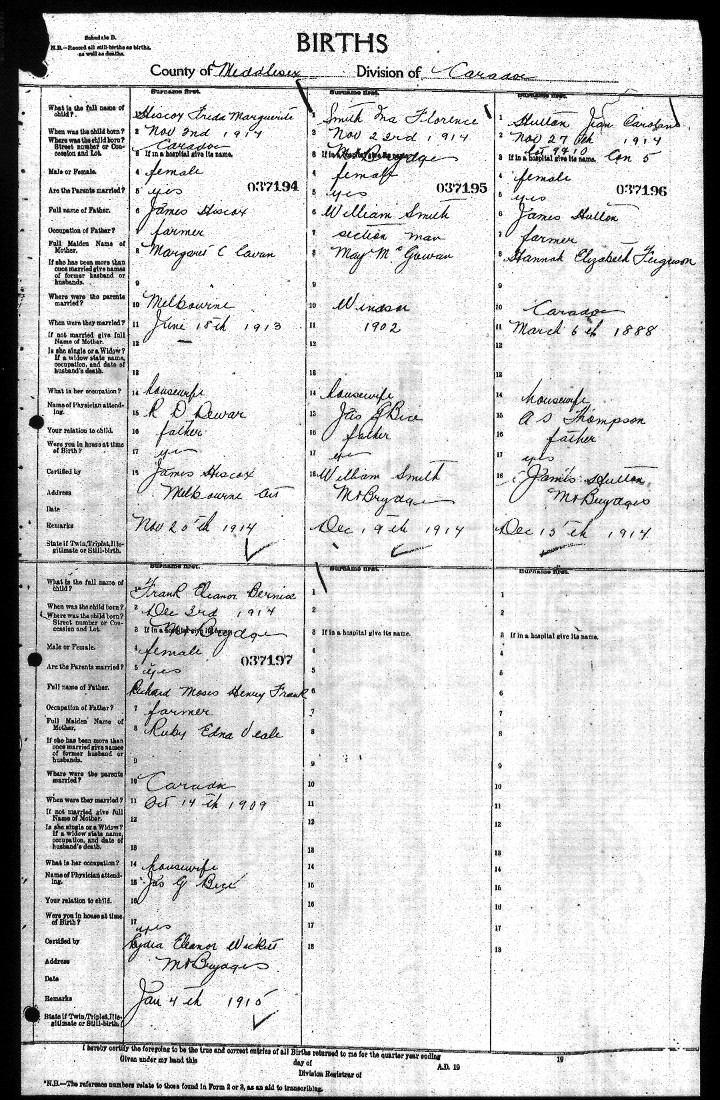 Schedule D.
N.B.—Record all still-births as births, as well as deaths.
BIRTHS
County of Middlesex Division of Caradoc
Surname first. Surname first. Surname first.
What is the full name of child? 1 Hiscox Freda Marguerite 1 Smith Ina Florence 1 Hutton Jean Caroline
When was the child born? 2 Nov 2nd 1914 2 Nov 23rd 1914 2 Nov 27th 1914
Where was the child born? Street number or Concession and Lot. Caradoc Mt Brydges Lot 9 & 10 Con 5
3 If in a hospital give its name. 3 If in a hospital give its name. 3 If in a hospital give its name.
Male or Female. 4 female 4 female 4 female
037194 037195 037196
Are the Parents married? 5 yes 5 yes 5 yes
Full name of Father. 6 James Hiscox 6 William Smith 6 James Hutton
Occupation of Father? 7 farmer 7 section man 7 farmer
Full Maiden Name of Mother. 8 Margaret C Cavan 8 May McGowan 8 Hannah Elizabeth Ferguson
If she has been more than once married give names of former husband or husbands. 9 9 9
Where were the parents married? 10 Melbourne 10 Windsor 10 Caradoc
When were they married? 11 June 18th 1913 11 1902 11 March 6th 1888
If not married give full Name of Mother. 12 — 12 12
Is she single or a Widow? If a widow state name, occupation, and date of husband's death. 13 13 13
What is her occupation? 14 housewife 14 housewife 14 housewife
Name of Physician attending. 15 R D Dewar 15 Jas G Bice 15 A S Thompson
Your relation to child. 16 father 16 father 16 father
Were you in house at time of Birth? 17 yes 17 yes 17 yes
Certified by 18 James Hiscox 18 William Smith 18 James Hutton
Address Melbourne Ont Mt Brydges Mt Brydges
Date
Remarks Nov 20th 1914 Dec 19th 1914 Dec 15th 1914
State if Twin, Triplet, Illegitimate or Still-birth.
Surname first. Surname first. Surname first.
What is the full name of child? 1 Frank Eleanor Bernice 1 1
When was the child born? 2 Dec 3rd 1914 2 2
Where was the child born? Street number or Concession and Lot. Mt Brydges
3 If in a hospital give its name. 3 If in a hospital give its name. 3 If in a hospital give its name.
Male or Female. 4 female 4 4
037197
Are the Parents married? 5 yes 5 5
Full name of Father. Richard Moses Henry Frank 6 6
Occupation of Father? 7 farmer 7 7
Full Maiden Name of Mother. 8 Ruby Edna Veale 8 8
If she has been more than once married give names of former husband or husbands. 9 9 9
Where were the parents married? 10 Caradoc 10 10
When were they married? 11 Oct 14th 1909 11 11
If not married give full Name of Mother. 12 12 12
Is she single or a Widow? If a widow state name, occupation, and date of husband's death. 13 13 13
What is her occupation? 14 housewife 14 14
Name of Physician attending. 15 Jas G Bice 15 15
Your relation to child. 16 16 16
Were you in house at time of Birth? 17 yes 17 17
Certified by Lydia Eleanor Wickett 18 18
Address Mt Brydges
Date
Remarks Jan 4th 1915
State if Twin, Triplet, Illegitimate or Still-birth.
I hereby certify the foregoing to be the true and correct entries of all Births returned to me for the quarter year ending 19
Given under my hand this day of A.D. 19
Division Registrar of
*N.B.—The reference numbers relate to those found in Form 2 or 3, as an aid to transcribing.